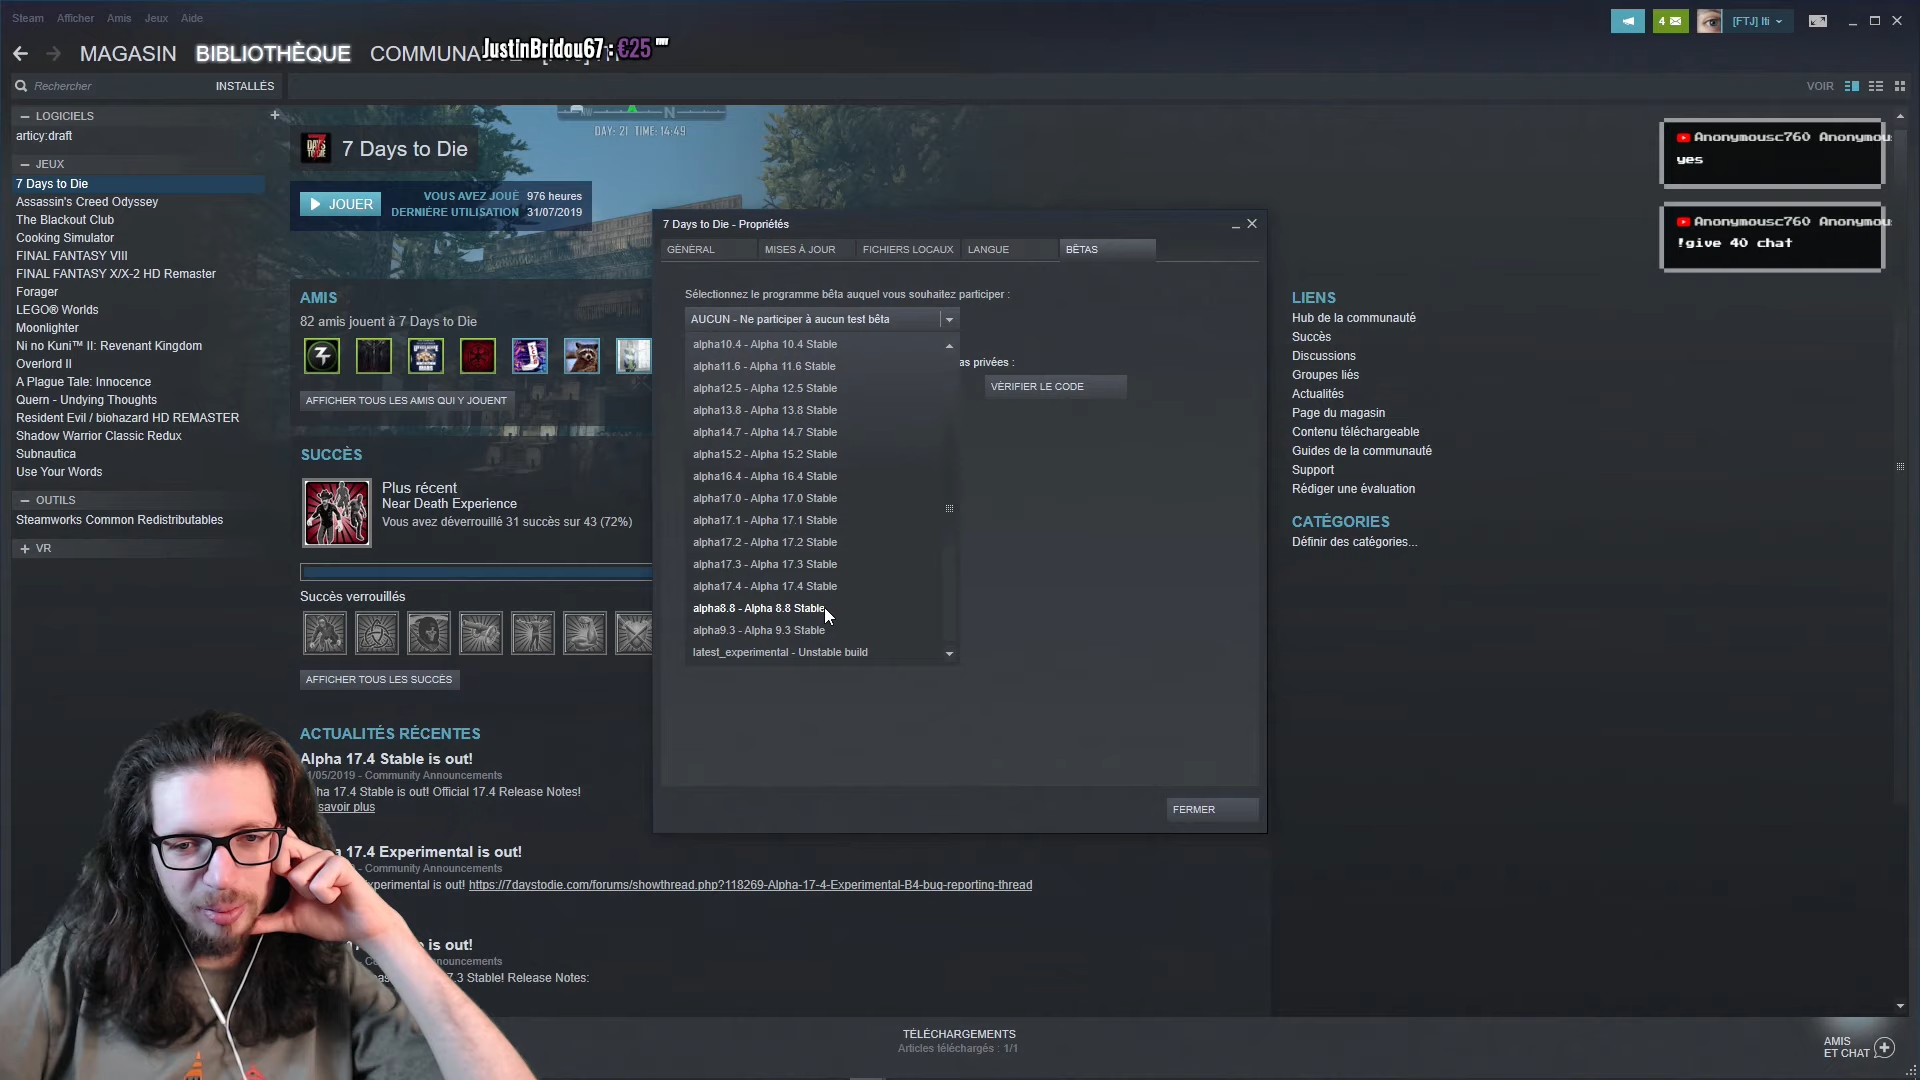 Steam Afficher Amis Jeux Aide
4 [FTJ] Iti
MAGASIN BIBLIOTHÈQUE
JustinBridou67 : €25
Rechercher INSTALLÉS
VOIR
LOGICIELS
articy:draft
JEUX
7 Days to Die
Assassin's Creed Odyssey
The Blackout Club
Cooking Simulator
FINAL FANTASY VIII
FINAL FANTASY X/X-2 HD Remaster
Forager
LEGO® Worlds
Moonlighter
Ni no Kuni™ II: Revenant Kingdom
Overlord II
A Plague Tale: Innocence
Quern - Undying Thoughts
Resident Evil / biohazard HD REMASTER
Shadow Warrior Classic Redux
Subnautica
Use Your Words
OUTILS
Steamworks Common Redistributables
VR
N
DAY: 21 TIME: 14:49
7 Days to Die
JOUER
VOUS AVEZ JOUÉ 976 heures
DERNIÈRE UTILISATION 31/07/2019
AMIS
82 amis jouent à 7 Days to Die
AFFICHER TOUS LES AMIS QUI Y JOUENT
SUCCÈS
Plus récent
Near Death Experience
Vous avez déverrouillé 31 succès sur 43 (72%)
Succès verrouillés
AFFICHER TOUS LES SUCCÈS
ACTUALITÉS RÉCENTES
Alpha 17.4 Stable is out!
/05/2019 - Community Announcements
17.4 Stable is out! Official 17.4 Release Notes!
savoir plus
17.4 Experimental is out!
- Community Announcements
is out! https://7daystodie.com/forums/showthread.php?118269-Alpha-17-4-Experimental-B4-bug-reporting-thread
is out!
7.3 Stable! Release Notes:
7 Days to Die - Propriétés
GÉNÉRAL MISES À JOUR FICHIERS LOCAUX LANGUE BÊTAS
Sélectionnez le programme bêta auquel vous souhaitez participer :
AUCUN - Ne participer à aucun test bêta
alpha10.4 - Alpha 10.4 Stable
privées :
alpha11.6 - Alpha 11.6 Stable
VÉRIFIER LE CODE
alpha12.5 - Alpha 12.5 Stable
alpha13.8 - Alpha 13.8 Stable
alpha14.7 - Alpha 14.7 Stable
alpha15.2 - Alpha 15.2 Stable
alpha16.4 - Alpha 16.4 Stable
alpha17.0 - Alpha 17.0 Stable
alpha17.1 - Alpha 17.1 Stable
alpha17.2 - Alpha 17.2 Stable
alpha17.3 - Alpha 17.3 Stable
alpha17.4 - Alpha 17.4 Stable
alpha8.8 - Alpha 8.8 Stable
alpha9.3 - Alpha 9.3 Stable
latest_experimental - Unstable build
FERMER
Anonymousc760
yes
Anonymousc760
!give 40 chat
LIENS
Hub de la communauté
Succès
Discussions
Groupes liés
Actualités
Page du magasin
Contenu téléchargeable
Guides de la communauté
Support
Rédiger une évaluation
CATÉGORIES
Définir des catégories...
TÉLÉCHARGEMENTS
Articles téléchargés : 1/1
AMIS
ET CHAT